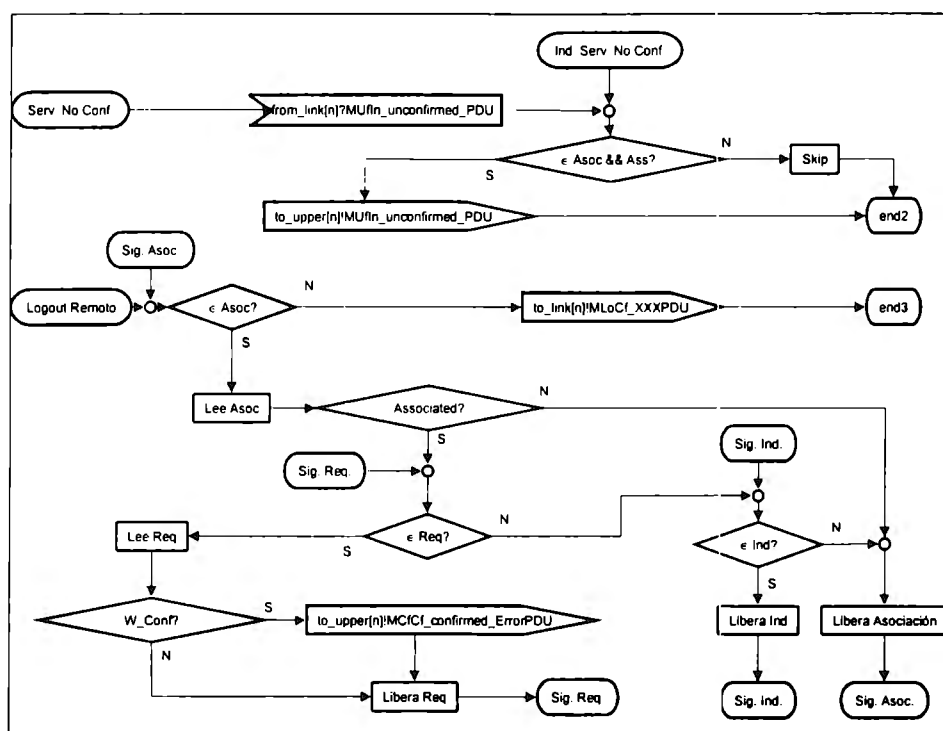 Ind Serv No Conf
Serv No Conf
from_link[n]?MUfIn_unconfirmed_PDU
ϵ Asoc && Ass?
N
Skip
S
to_upper[n]!MUfIn_unconfirmed_PDU
end2
Sig. Asoc
Logout Remoto
ϵ Asoc?
N
to_link[n]!MLoCf_XXXPDU
end3
S
Lee Asoc
Associated?
N
S
Sig. Req.
Sig. Ind.
Lee Req
S
ϵ Req?
N
ϵ Ind?
N
S
W_Conf?
S
to_upper[n]!MCfCf_confirmed_ErrorPDU
Libera Ind
Libera Asociación
N
Libera Req
Sig. Req
Sig. Ind.
Sig. Asoc.